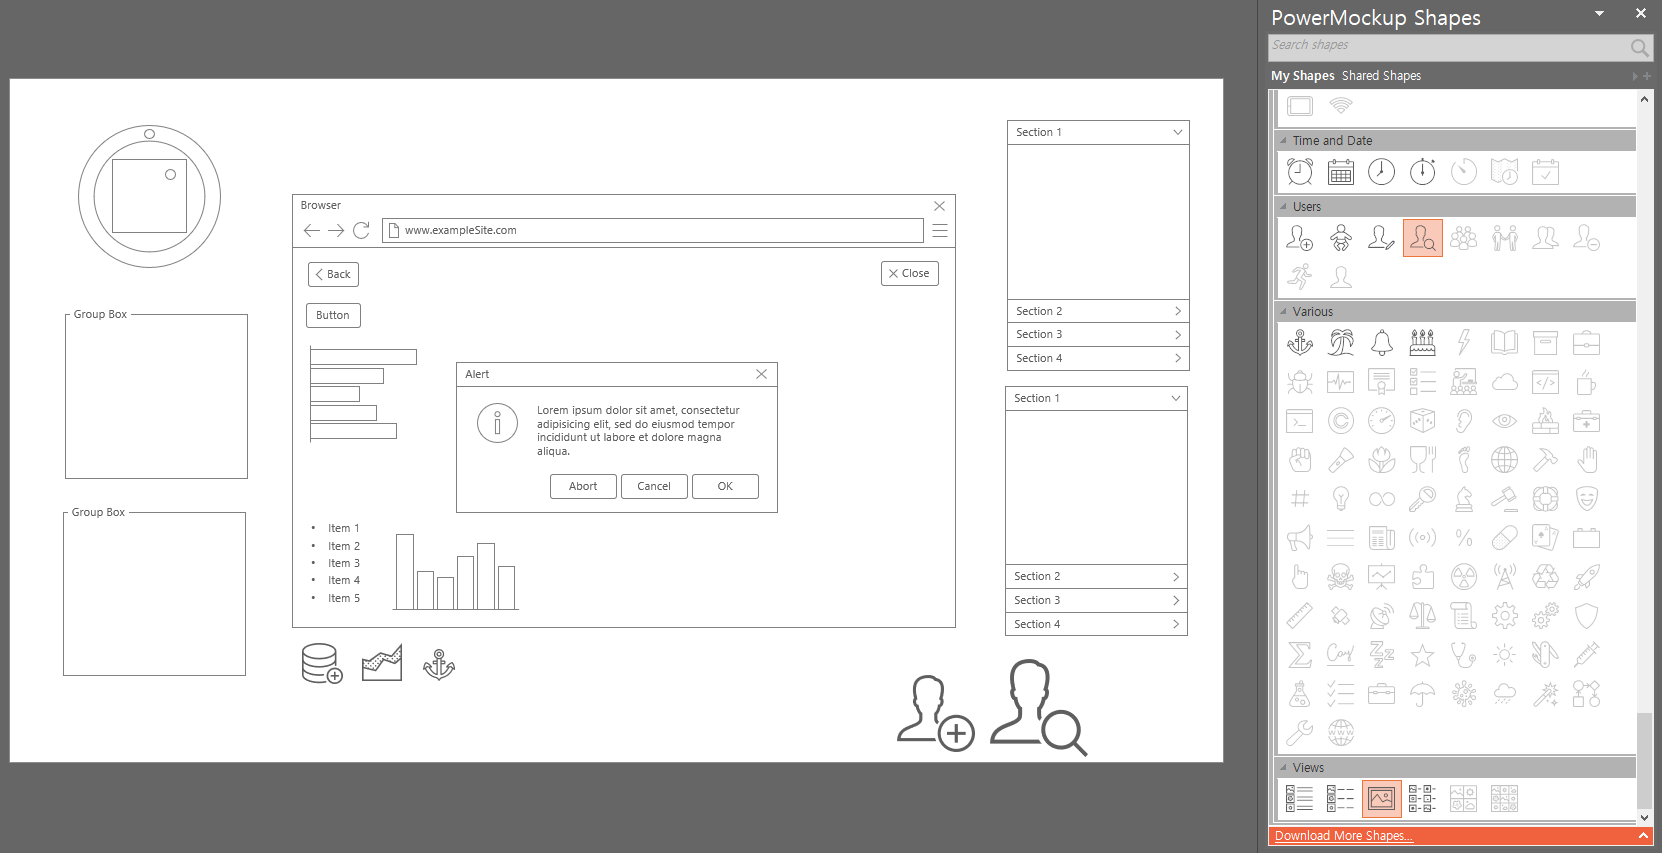 PowerMockup Shapes
Search shapes
My Shapes Shared Shapes
Time and Date
Users
Various
Views
Download More Shapes...
Group Box
Group Box
Browser
www.exampleSite.com
Back
Close
Button
Alert
Lorem ipsum dolor sit amet, consectetur
adipisicing elit, sed do eiusmod tempor
incididunt ut labore et dolore magna
aliqua.
Abort
Cancel
OK
• Item 1
• Item 2
• Item 3
• Item 4
• Item 5
Section 1
Section 2
Section 3
Section 4
Section 1
Section 2
Section 3
Section 4